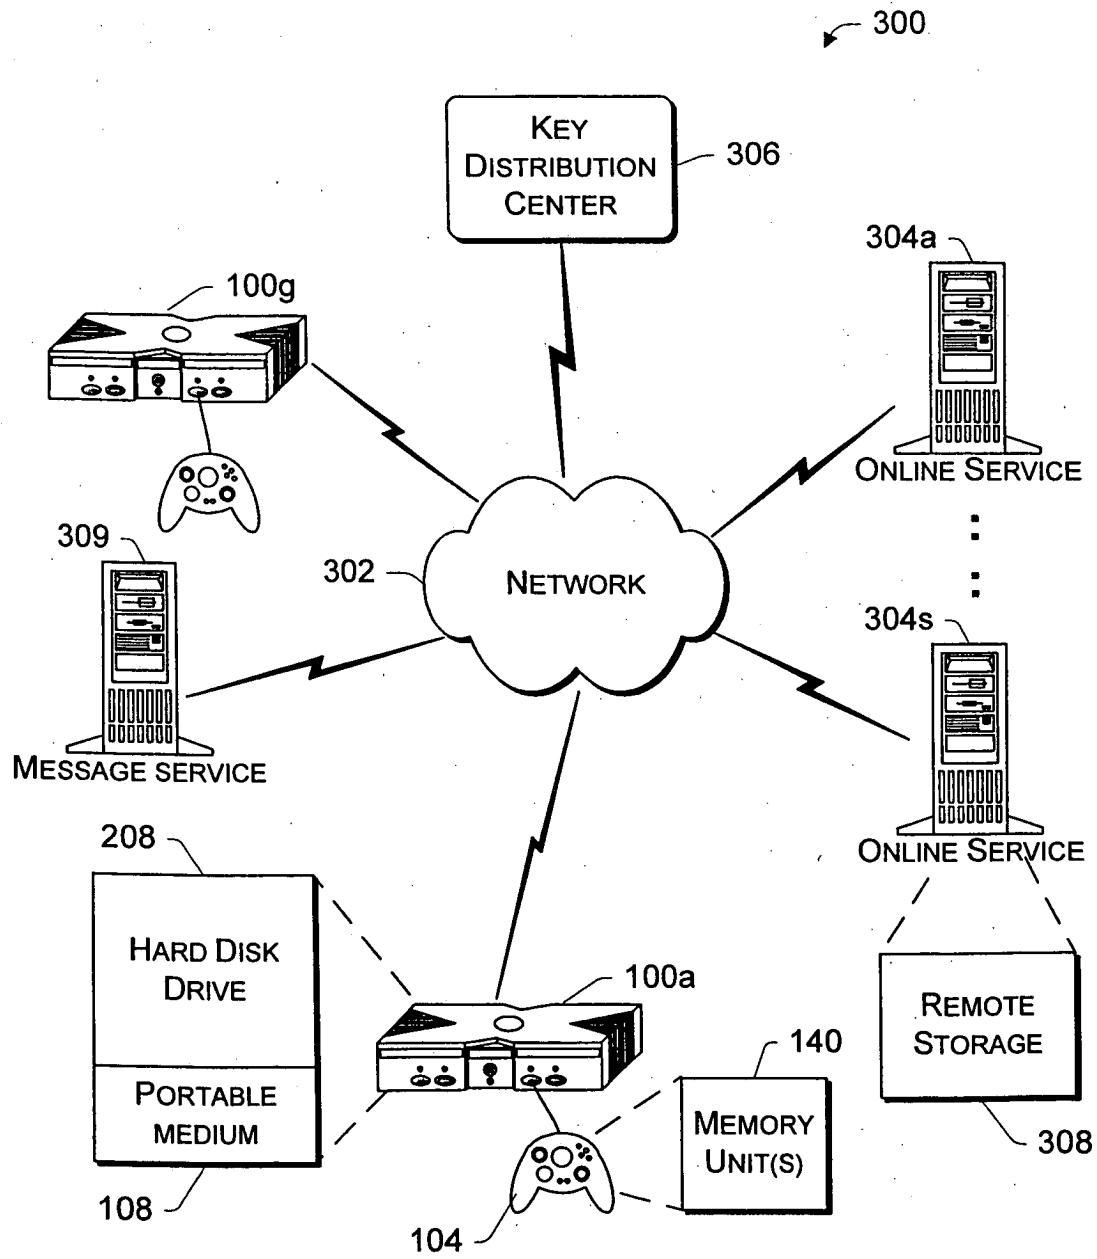 300
KEY
DISTRIBUTION
CENTER
306
304a
100g
ONLINE SERVICE
309
302
NETWORK
304s
MESSAGE SERVICE
ONLINE SERVICE
208
HARD DISK
DRIVE
100a
REMOTE
STORAGE
140
PORTABLE
MEDIUM
MEMORY
UNIT(S)
308
108
104